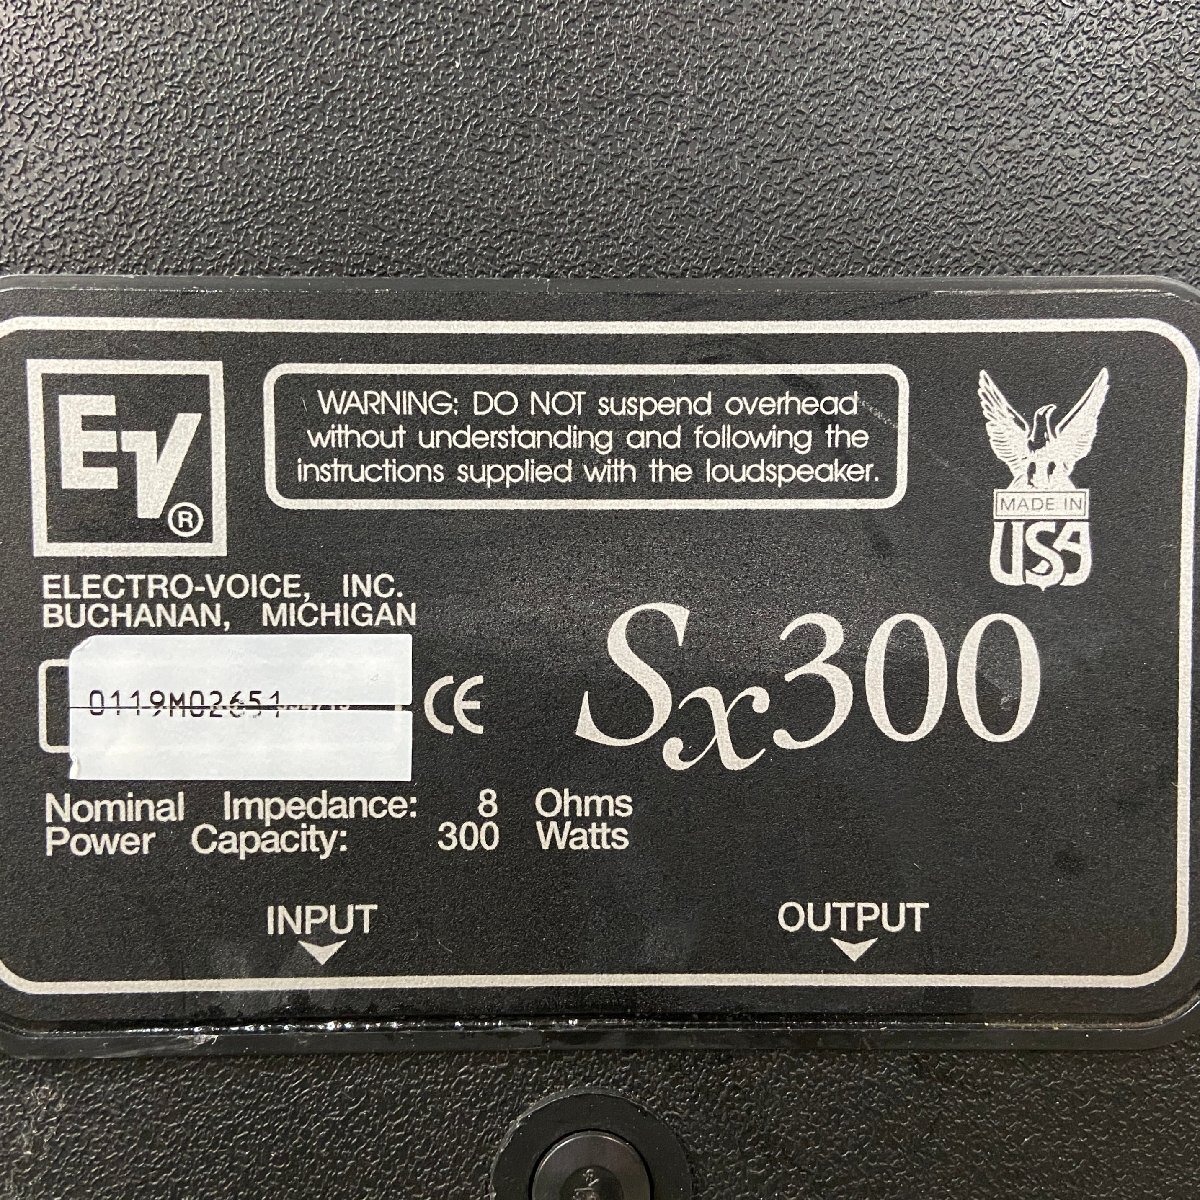 EV®
WARNING: DO NOT suspend overhead
without understanding and following the
instructions supplied with the loudspeaker.
MADE IN
USA
ELECTRO-VOICE, INC.
BUCHANAN, MICHIGAN
0119M02651
CE
Sx300
Nominal Impedance: 8 Ohms
Power Capacity: 300 Watts
INPUT
OUTPUT